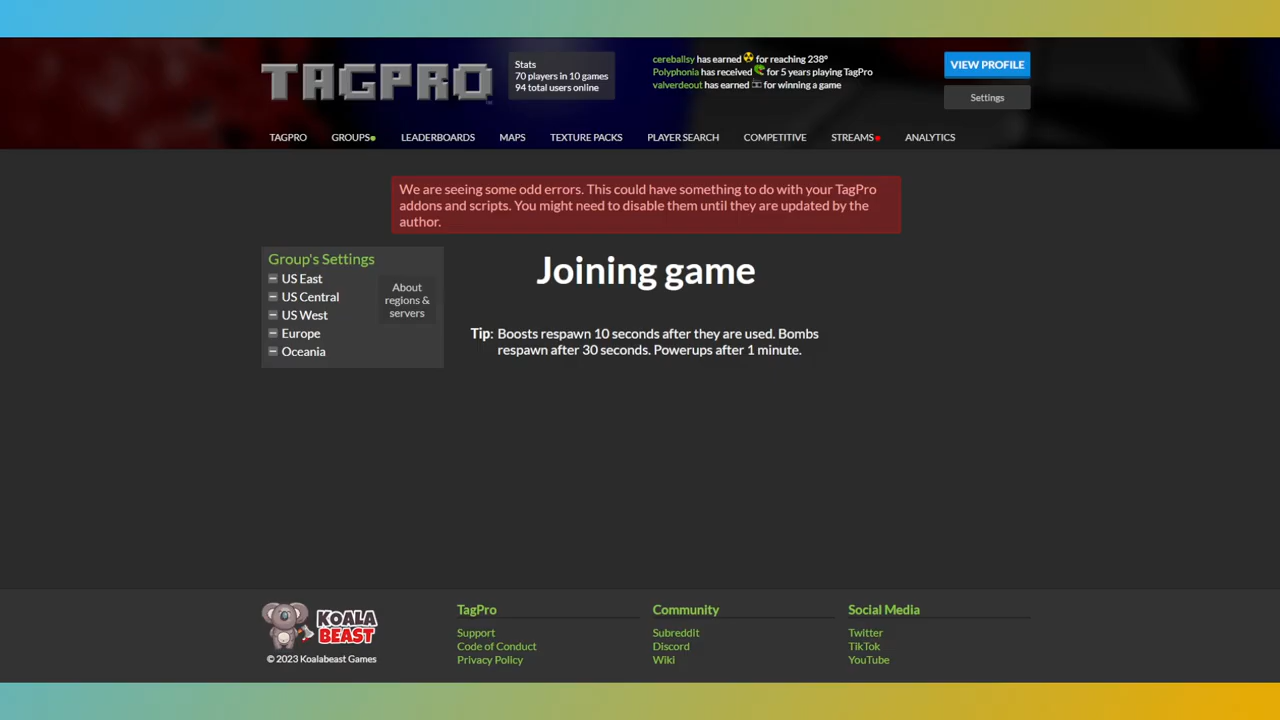 TAGPRO
Stats
70 players in 10 games
94 total users online
cereballsy has earned for reaching 238°
Polyphonia has received for 5 years playing TagPro
valverdeout has earned for winning a game
VIEW PROFILE
Settings
TAGPRO GROUPS LEADERBOARDS MAPS TEXTURE PACKS PLAYER SEARCH COMPETITIVE STREAMS ANALYTICS
We are seeing some odd errors. This could have something to do with your TagPro
addons and scripts. You might need to disable them until they are updated by the
author.
Group's Settings
US East
US Central
US West
Europe
Oceania
About
regions &
servers
Joining game
Tip: Boosts respawn 10 seconds after they are used. Bombs
respawn after 30 seconds. Powerups after 1 minute.
KOALA
BEAST
© 2023 Koalabeast Games
TagPro
Support
Code of Conduct
Privacy Policy
Community
Subreddit
Discord
Wiki
Social Media
Twitter
TikTok
YouTube